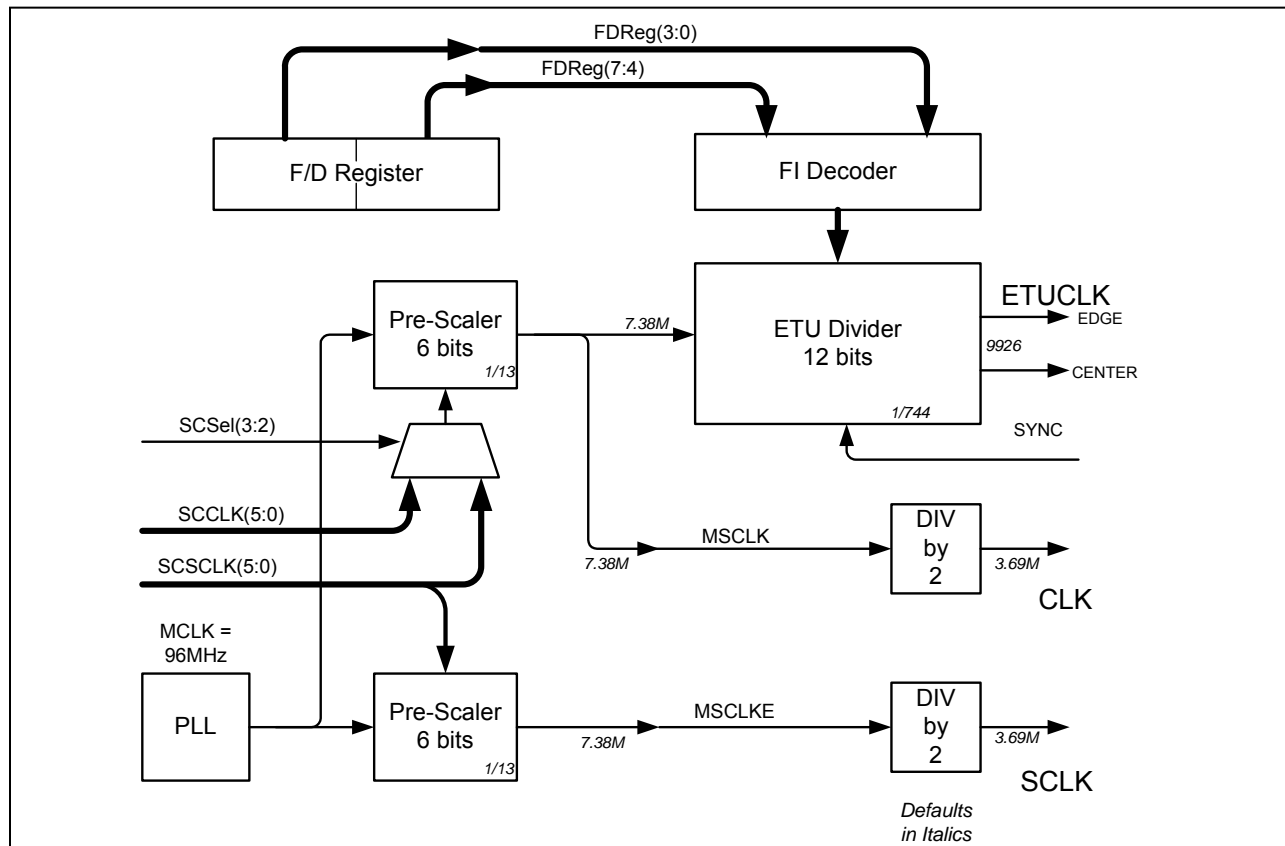 FDReg(3:0)
FDReg(7:4)
F/D Register
FI Decoder
Pre-Scaler
6 bits
1/13
7.38M
ETU Divider
12 bits
1/744
ETUCLK
EDGE
9926
CENTER
SYNC
SCSel(3:2)
SCCLK(5:0)
SCSCLK(5:0)
7.38M
MSCLK
DIV
by
2
3.69M
CLK
MCLK =
96MHz
PLL
Pre-Scaler
6 bits
1/13
7.38M
MSCLKE
DIV
by
2
3.69M
SCLK
Defaults
in Italics